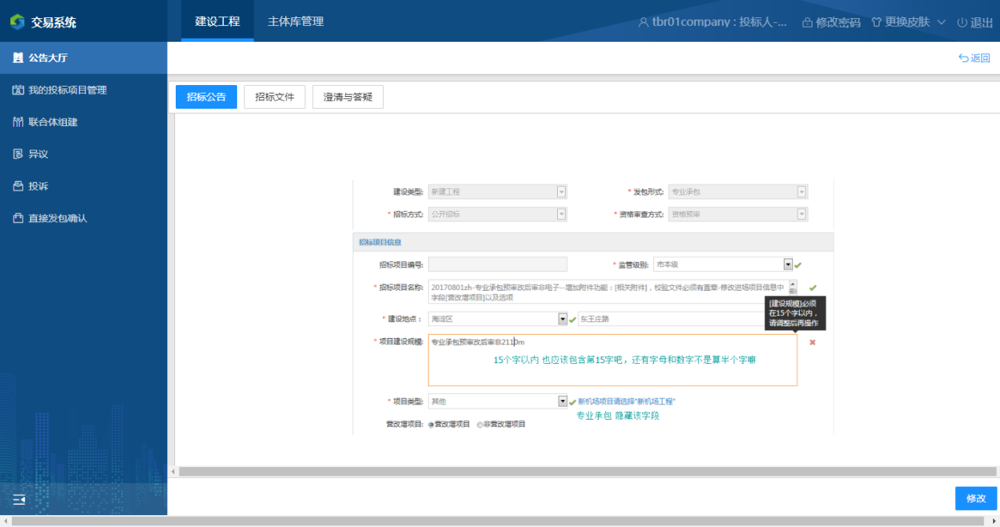 交易系统
建设工程
主体库管理
tbr01company : 投标人-...
修改密码
更换皮肤
退出
公告大厅
返回
我的投标项目管理
联合体组建
异议
投诉
直接发包确认
招标公告
招标文件
澄清与答疑
建设类型: 新建工程
* 发包形式: 专业承包
* 招标方式: 公开招标
* 资格审查方式: 资格预审
招标项目信息
招标项目编号:
* 监管级别: 市本级
* 招标项目名称: 20170801zh-专业承包预审改后审非电子--增加附件功能：[相关附件]，校验文件必须有盖章-修改进场项目信息中
字段[营改增项目]以及选项
[建设规模]必须
在15个字以内，
请调整后再操作
* 建设地点： 海淀区
东王庄路
* 项目建设规模: 专业承包预审改后审非2110m
15个字以内 也应该包含第15字吧，还有字母和数字不是算半个字嘛
* 项目类型: 其他
新机场项目请选择"新机场工程"
专业承包 隐藏该字段
营改增项目: 营改增项目 非营改增项目
修改